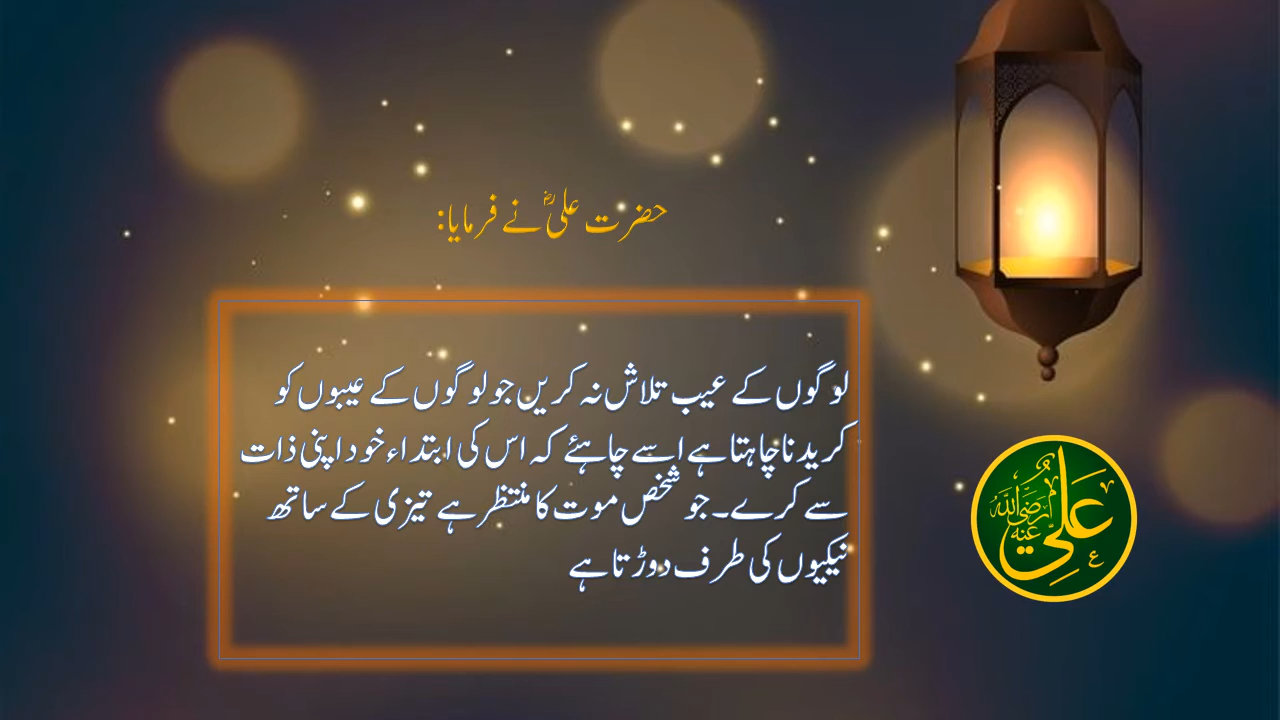 حضرت علیؓ نے فرمایا:
لوگوں کے عیب تلاش نہ کریں جو لوگوں کے عیبوں کو
کریدنا چاہتا ہے اسے چاہئے کہ اس کی ابتداء خود اپنی ذات
سے کرے۔ جو شخص موت کا منتظر ہے تیزی کے ساتھ
نیکیوں کی طرف دوڑتا ہے
عَلِي رَضِيَ اللّٰه عَنه